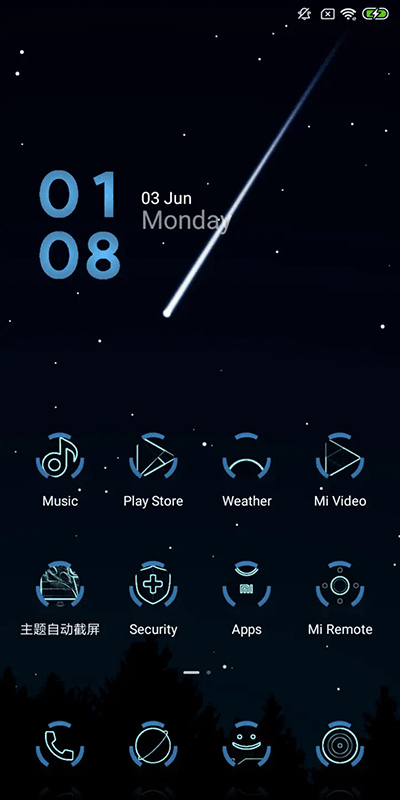 01
03 Jun
Monday
08
Music
Play Store
Weather
Mi Video
主题自动截屏
Security
Apps
Mi Remote